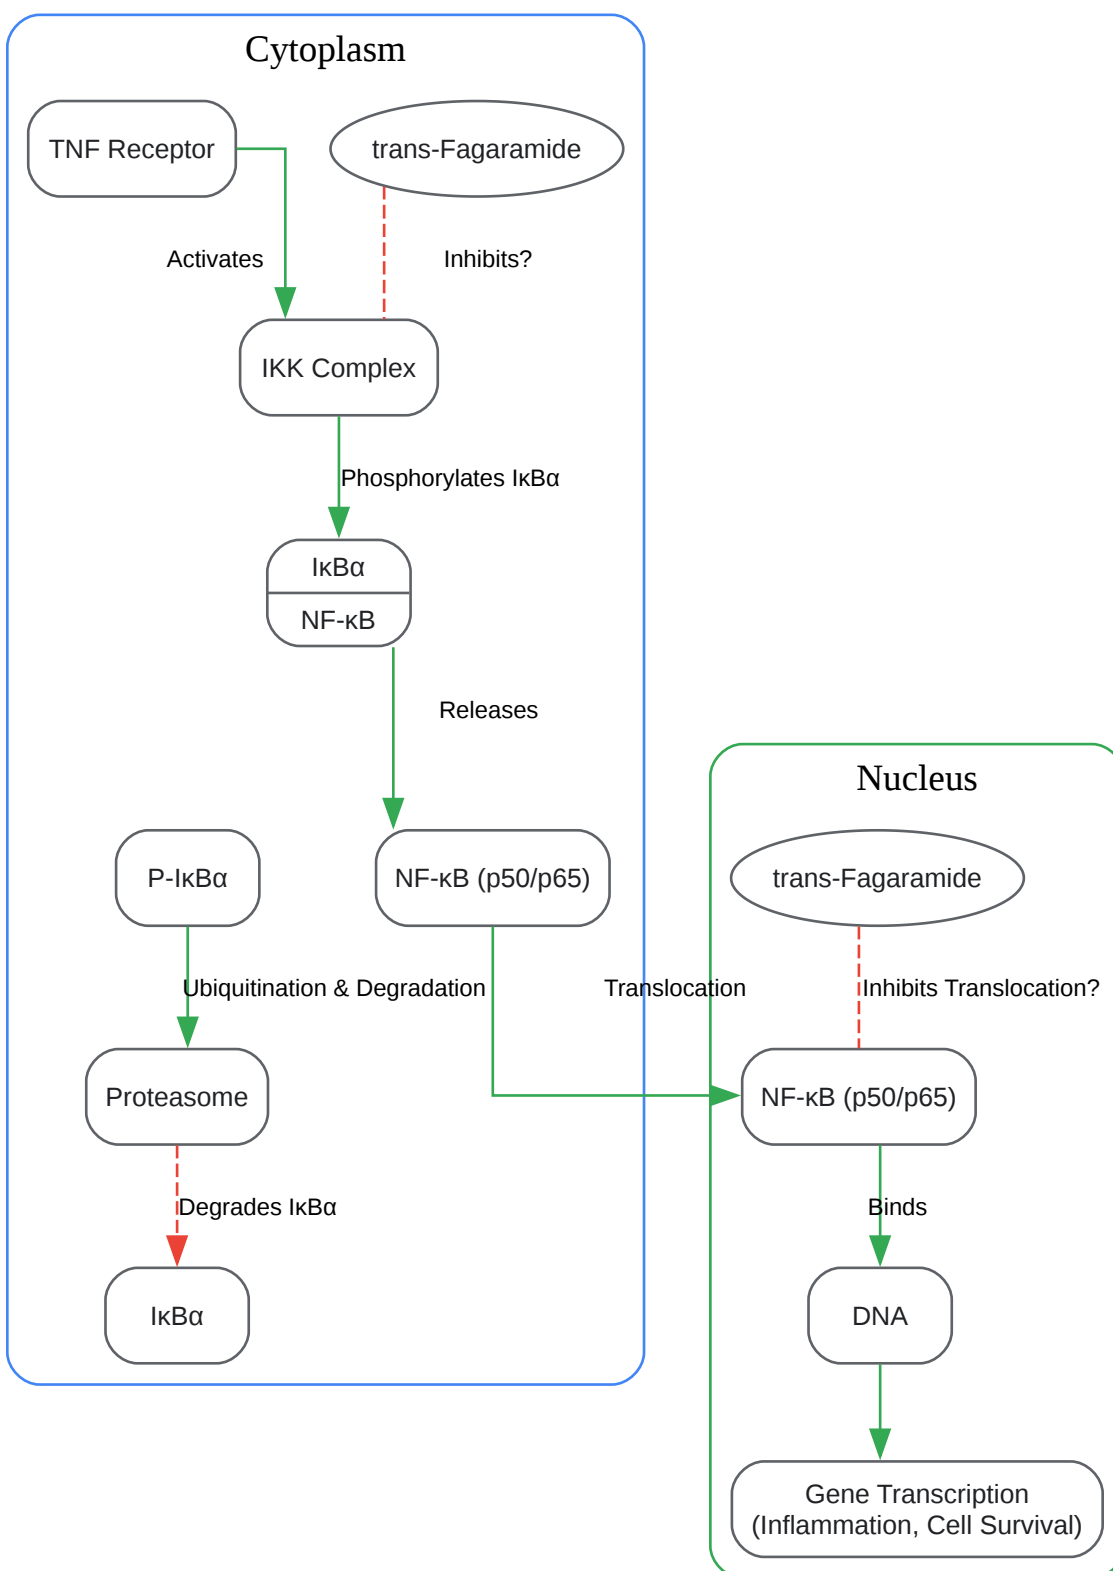 Cytoplasm
TNF Receptor
trans-Fagaramide
Activates
Inhibits?
IKK Complex
Phosphorylates IκBα
IκBα
NF-κB
Releases
Nucleus
P-IκBα
NF-κB (p50/p65)
trans-Fagaramide
Ubiquitination & Degradation
Translocation
Inhibits Translocation?
Proteasome
NF-κB (p50/p65)
Degrades IκBα
Binds
IκBα
DNA
Gene Transcription
(Inflammation, Cell Survival)